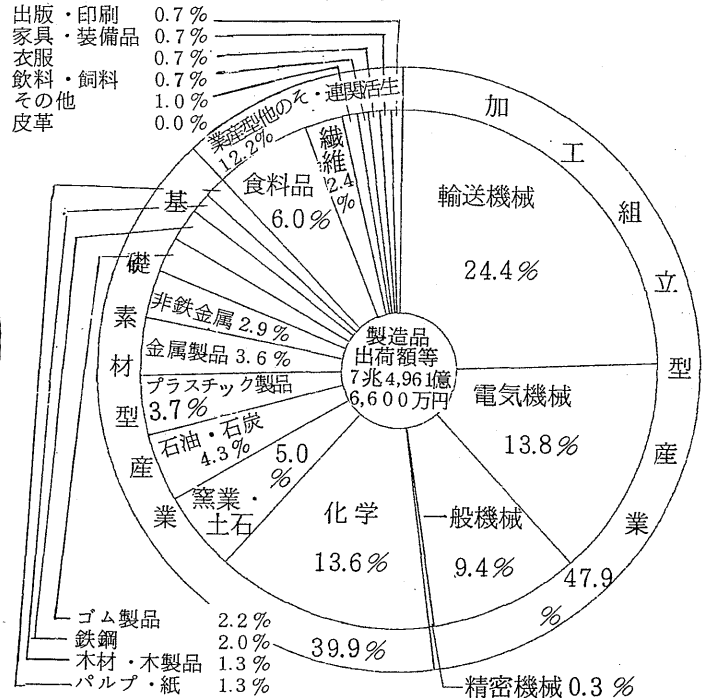 出版・印刷 0.7%
家具・装備品 0.7%
衣服 0.7%
飲料・飼料 0.7%
その他 1.0%
皮革 0.0%
生活関連・その他型産業
12.2%
加工組立型産業
47.9
%
輸送機械
24.4%
電気機械
13.8%
一般機械
9.4%
精密機械 0.3%
基礎素材型産業
39.9%
化学
13.6%
窯業・
土石
5.0
%
石油・石炭
4.3%
プラスチック製品
3.7%
金属製品 3.6%
非鉄金属 2.9%
ゴム製品 2.2%
鉄鋼 2.0%
木材・木製品 1.3%
パルプ・紙 1.3%
食料品
6.0%
繊維
2.4
%
製造品
出荷額等
7兆4,961億
6,600万円